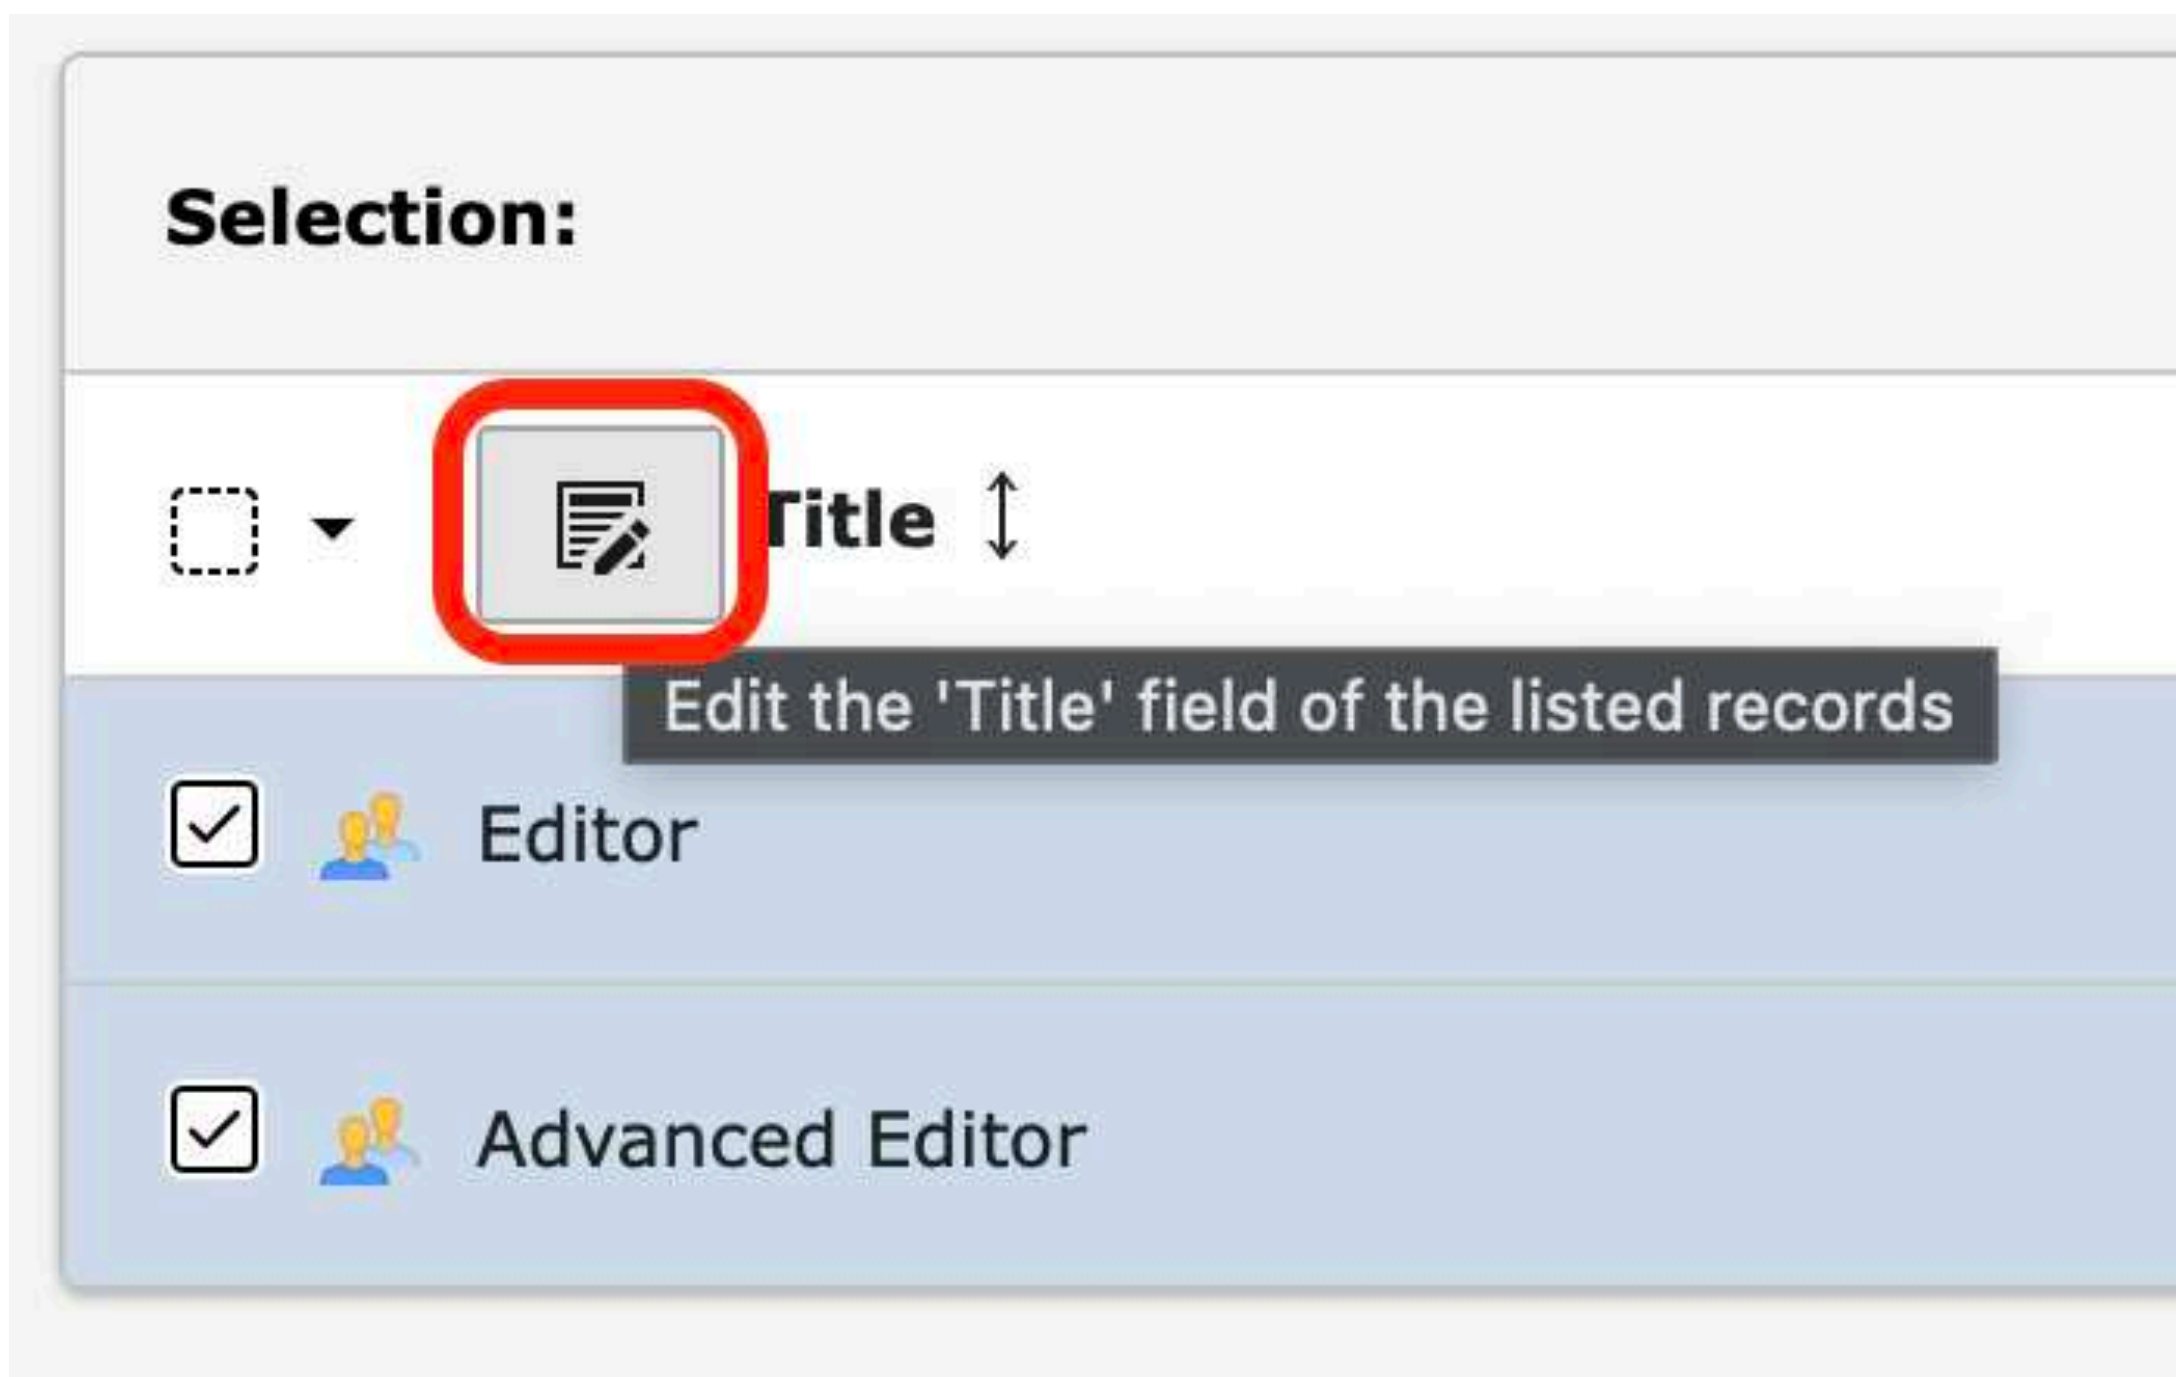 Selection:
Title
Edit the 'Title' field of the listed records
Editor
Advanced Editor